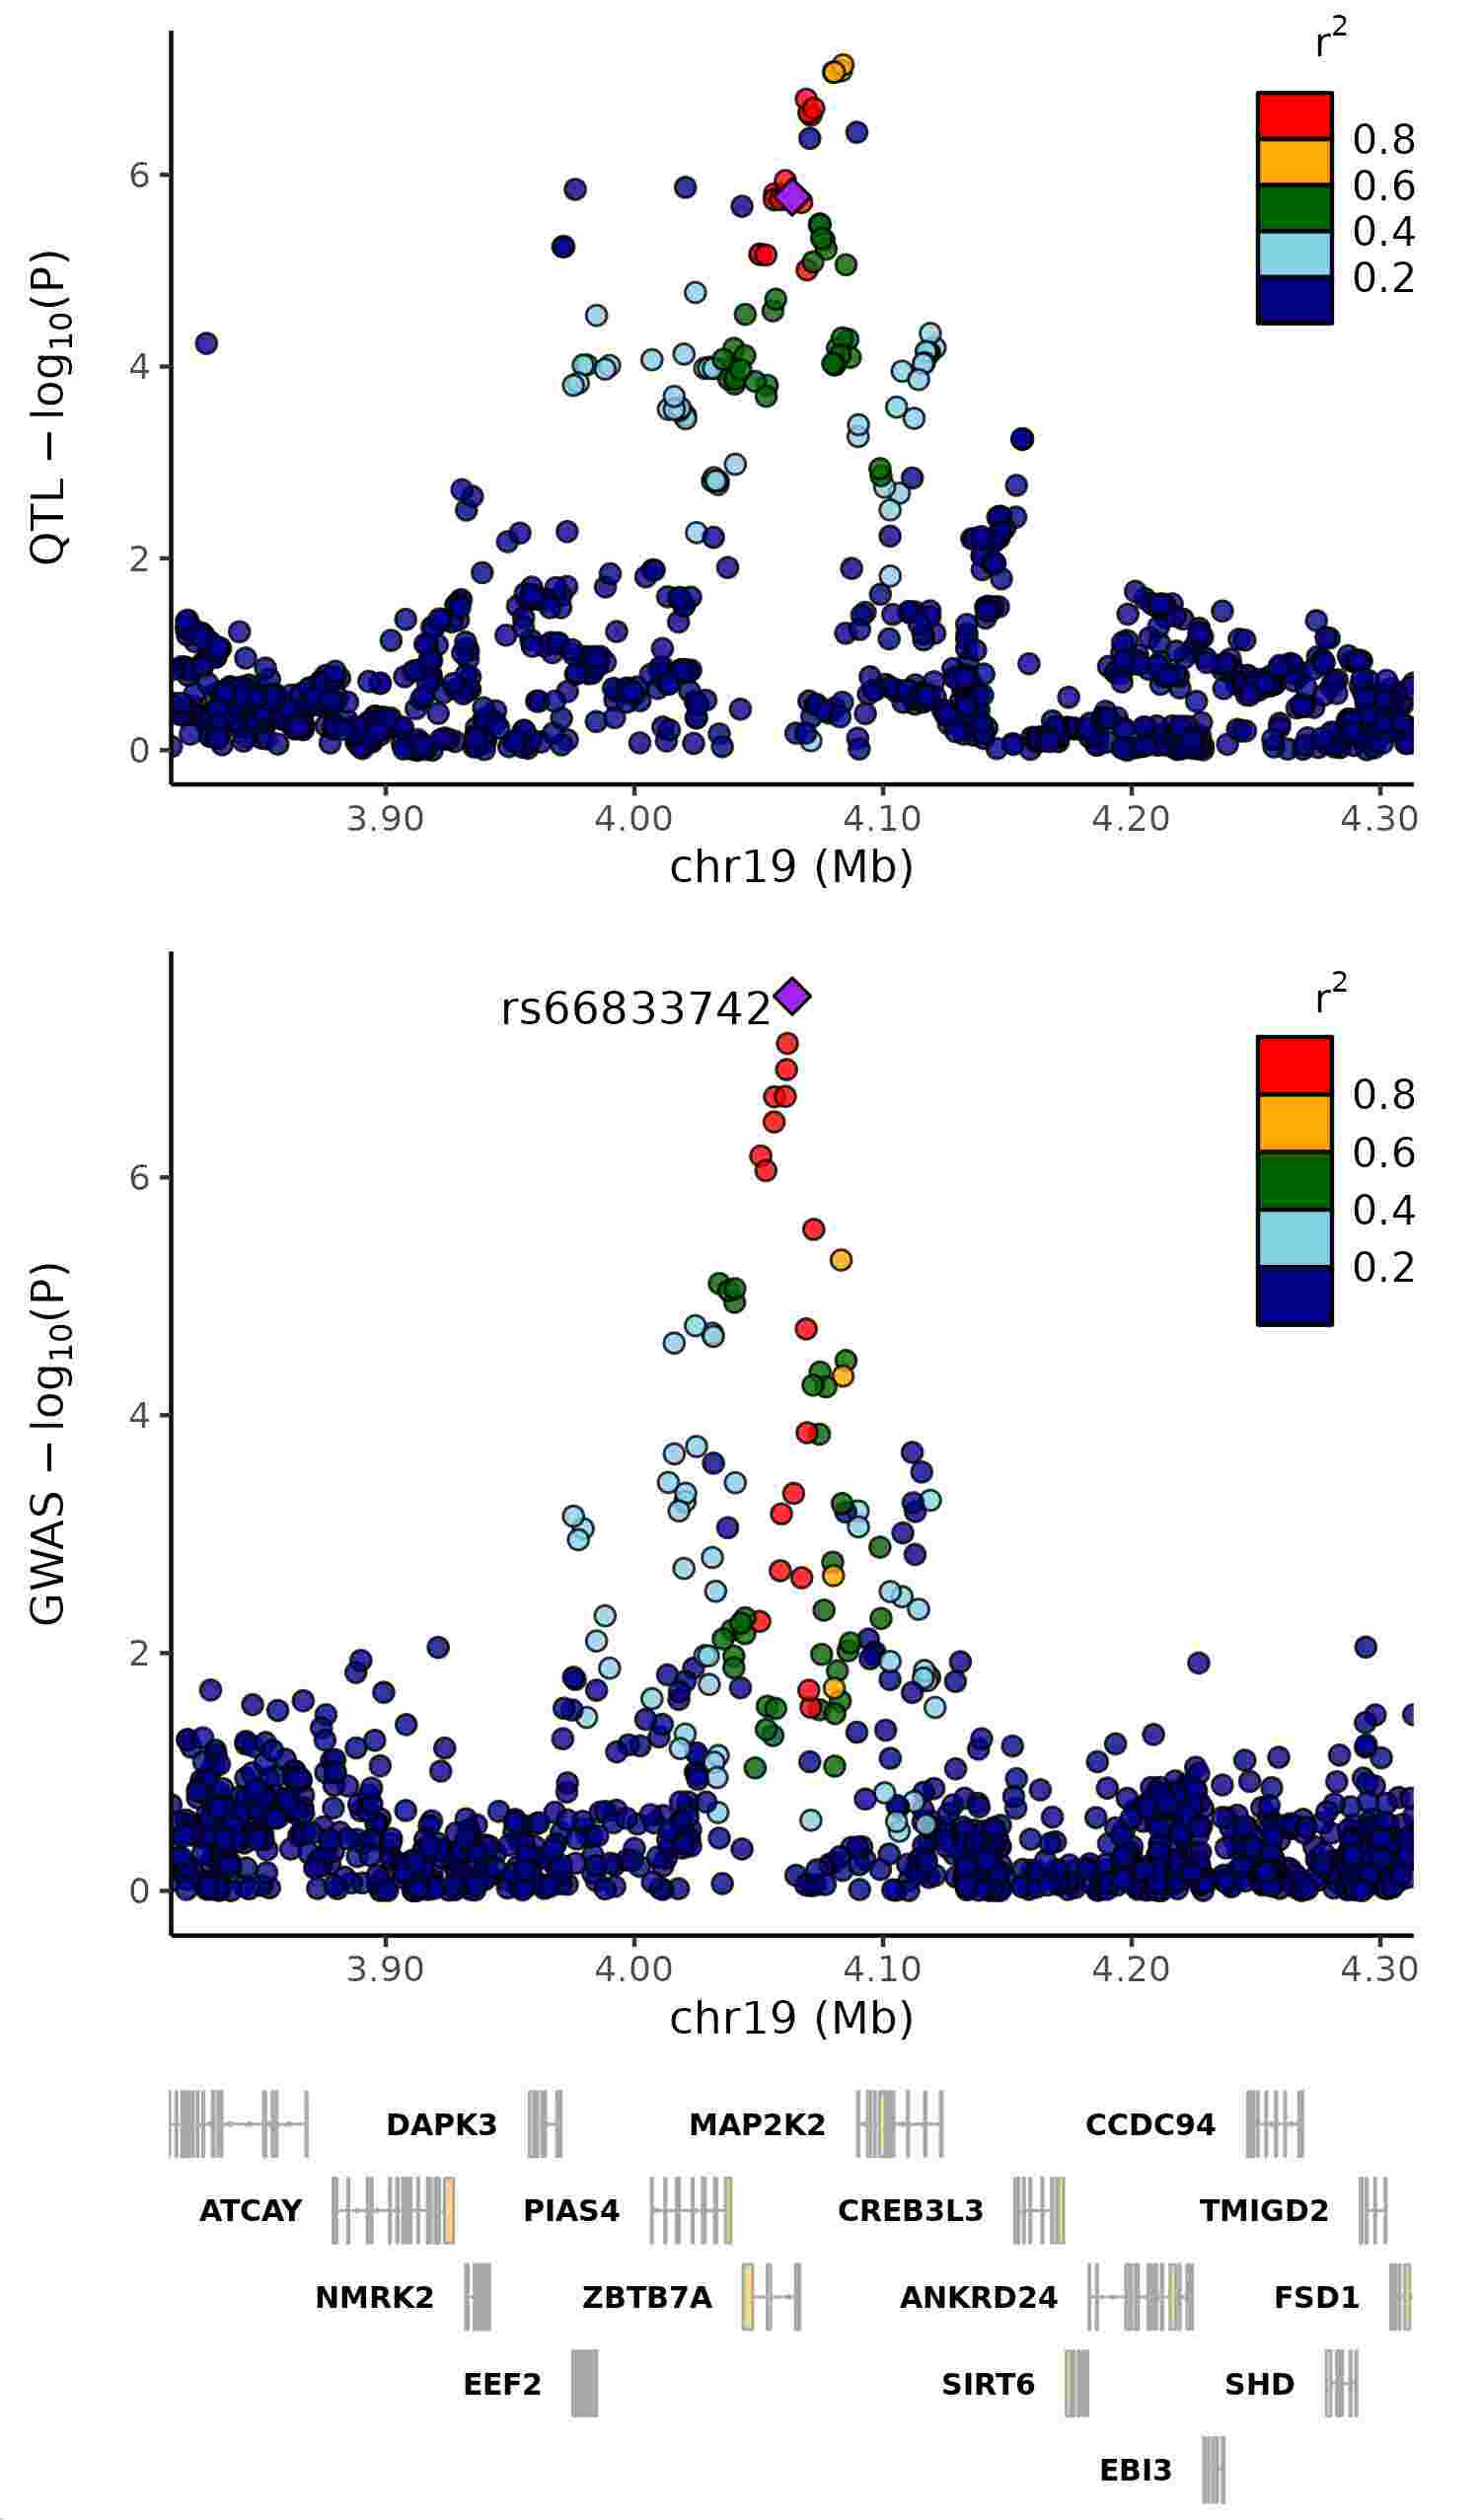 r²
0.8
0.6
0.4
0.2
QTL – log₁₀(P)
6
4
2
0
3.90 4.00 4.10 4.20 4.30
chr19 (Mb)
rs66833742
r²
0.8
0.6
0.4
0.2
GWAS – log₁₀(P)
6
4
2
0
3.90 4.00 4.10 4.20 4.30
chr19 (Mb)
DAPK3 MAP2K2 CCDC94
ATCAY PIAS4 CREB3L3 TMIGD2
NMRK2 ZBTB7A ANKRD24 FSD1
EEF2 SIRT6 SHD
EBI3